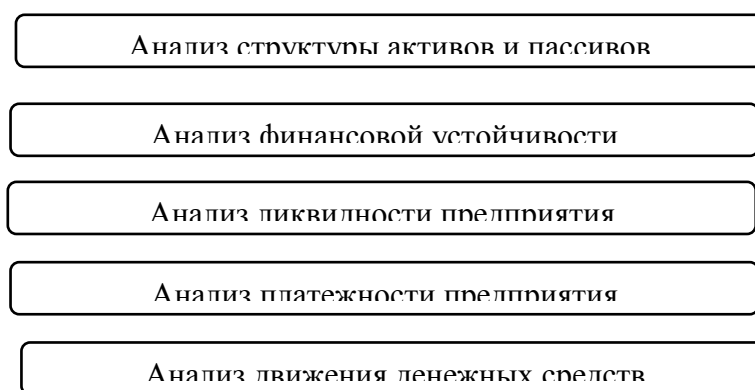 Анализ структуры активов и пассивов
Анализ финансовой устойчивости
Анализ ликвидности предприятия
Анализ платежности предприятия
Анализ движения денежных средств